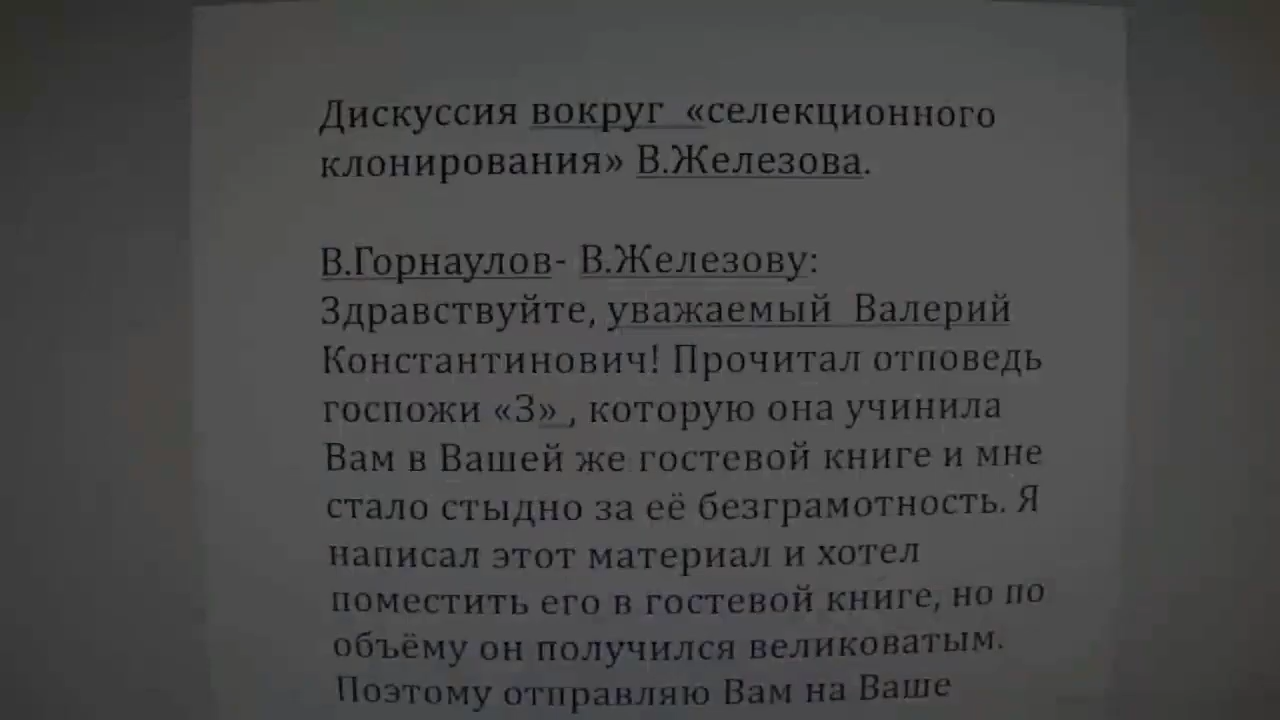 Дискуссия вокруг «селекционного
клонирования» В.Железова.
В.Горнаулов- В.Железову:
Здравствуйте, уважаемый Валерий
Константинович! Прочитал отповедь
госпожи «З» , которую она учинила
Вам в Вашей же гостевой книге и мне
стало стыдно за её безграмотность. Я
написал этот материал и хотел
поместить его в гостевой книге, но по
объёму он получился великоватым.
Поэтому отправляю Вам на Ваше